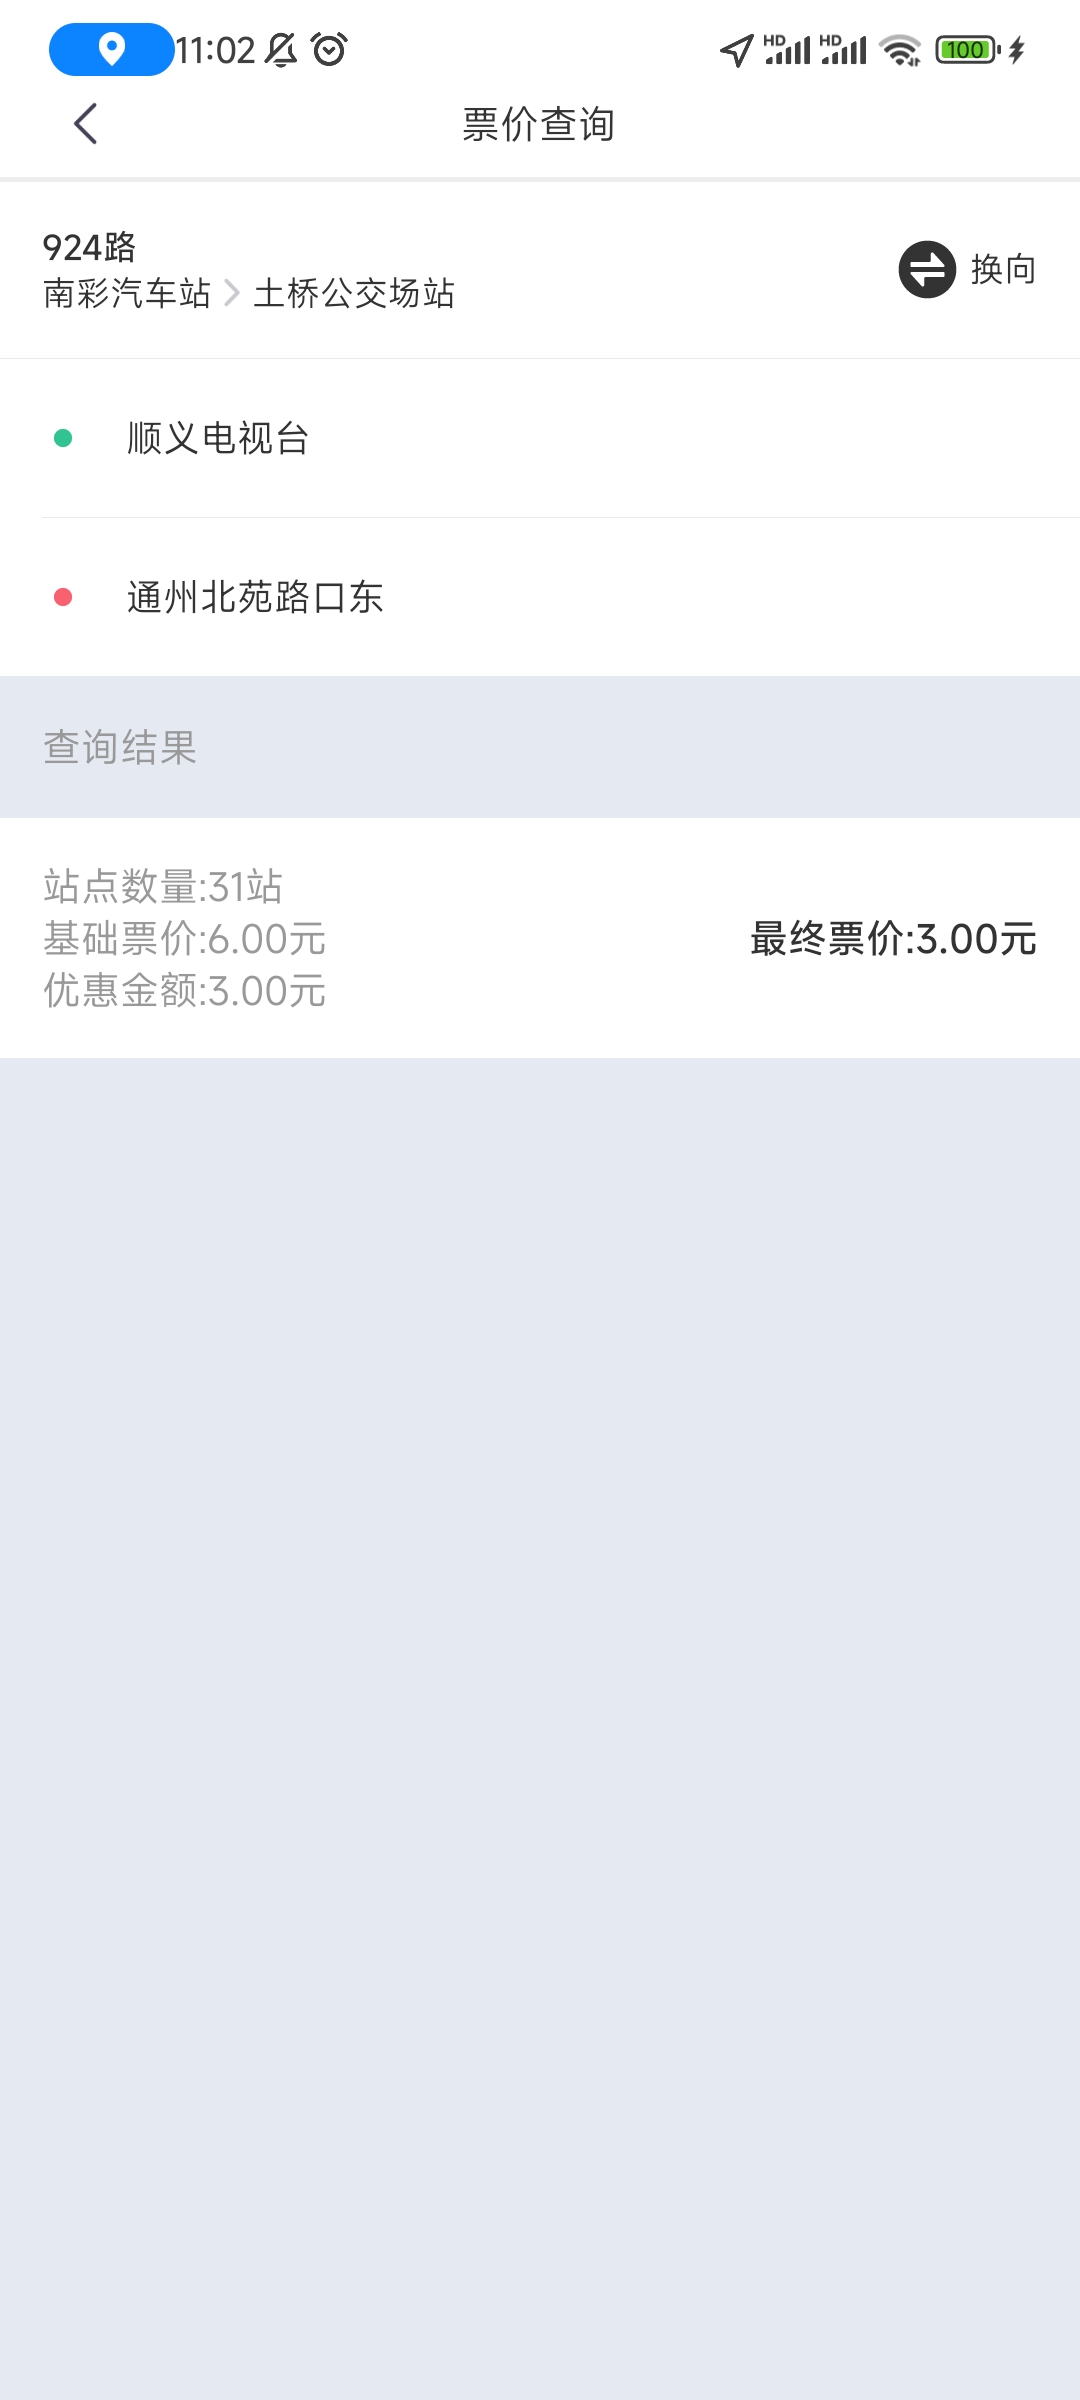 11:02
HD HD 100
票价查询
924路
南彩汽车站 > 土桥公交场站
换向
顺义电视台
通州北苑路口东
查询结果
站点数量:31站
基础票价:6.00元
优惠金额:3.00元
最终票价:3.00元